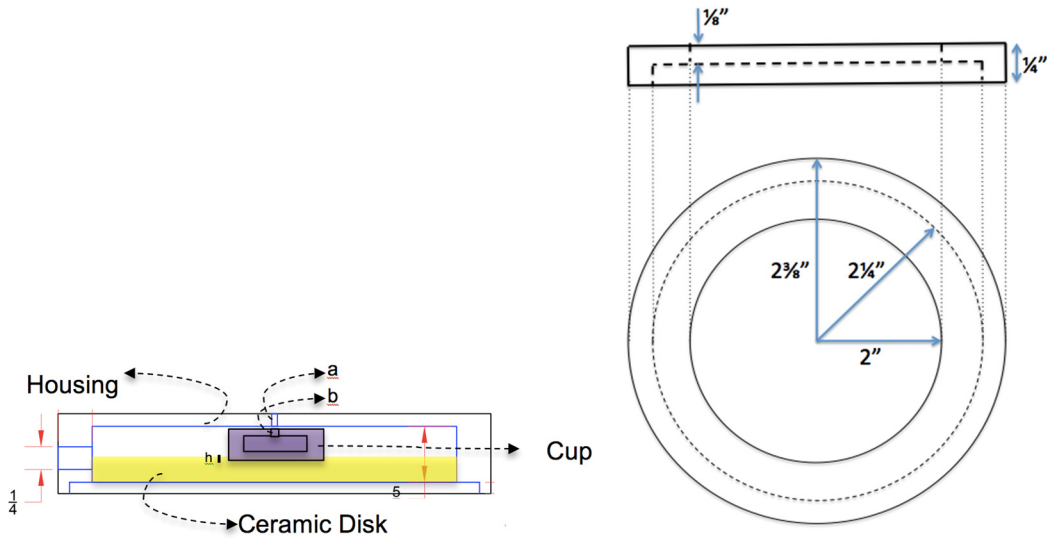 ⅛”
¼”
2⅜”
2¼”
2”
a
Housing
b
h
Cup
1
4
5
Ceramic Disk